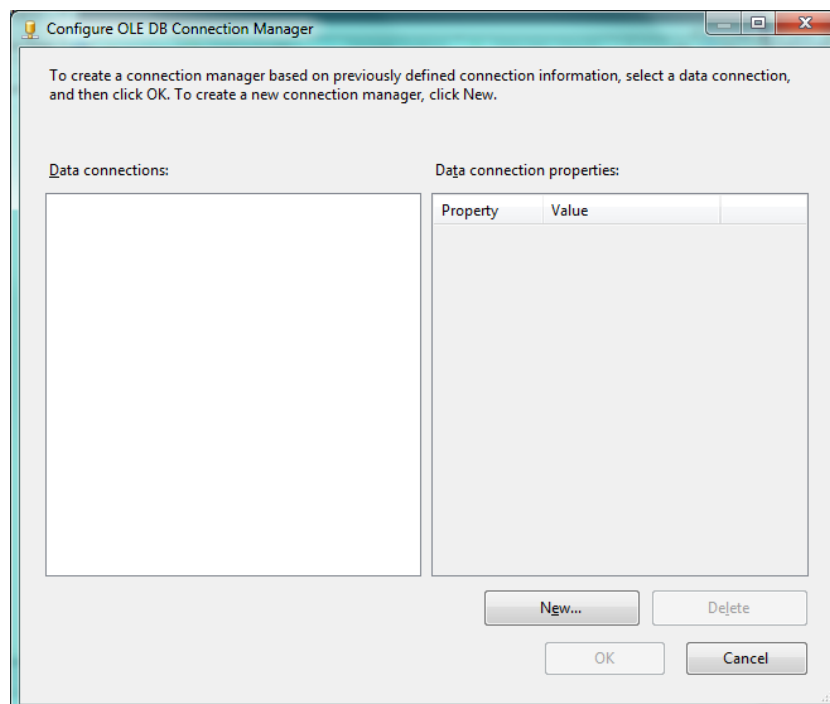 Configure OLE DB Connection Manager
To create a connection manager based on previously defined connection information, select a data connection,
and then click OK. To create a new connection manager, click New.
Data connections:
Data connection properties:
Property Value
New... Delete
OK Cancel